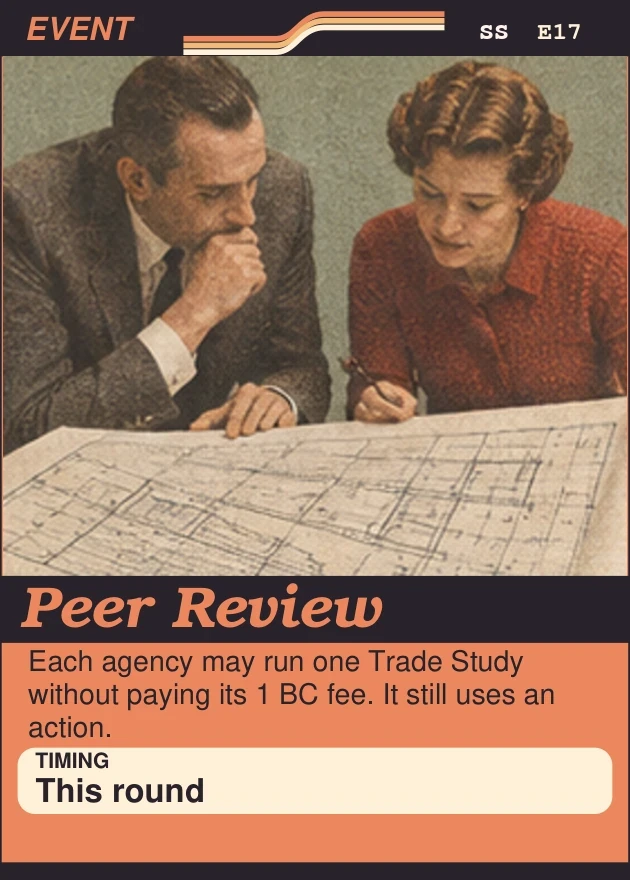 EVENT
SS E17
Peer Review
Each agency may run one Trade Study
without paying its 1 BC fee. It still uses an
action.
TIMING
This round